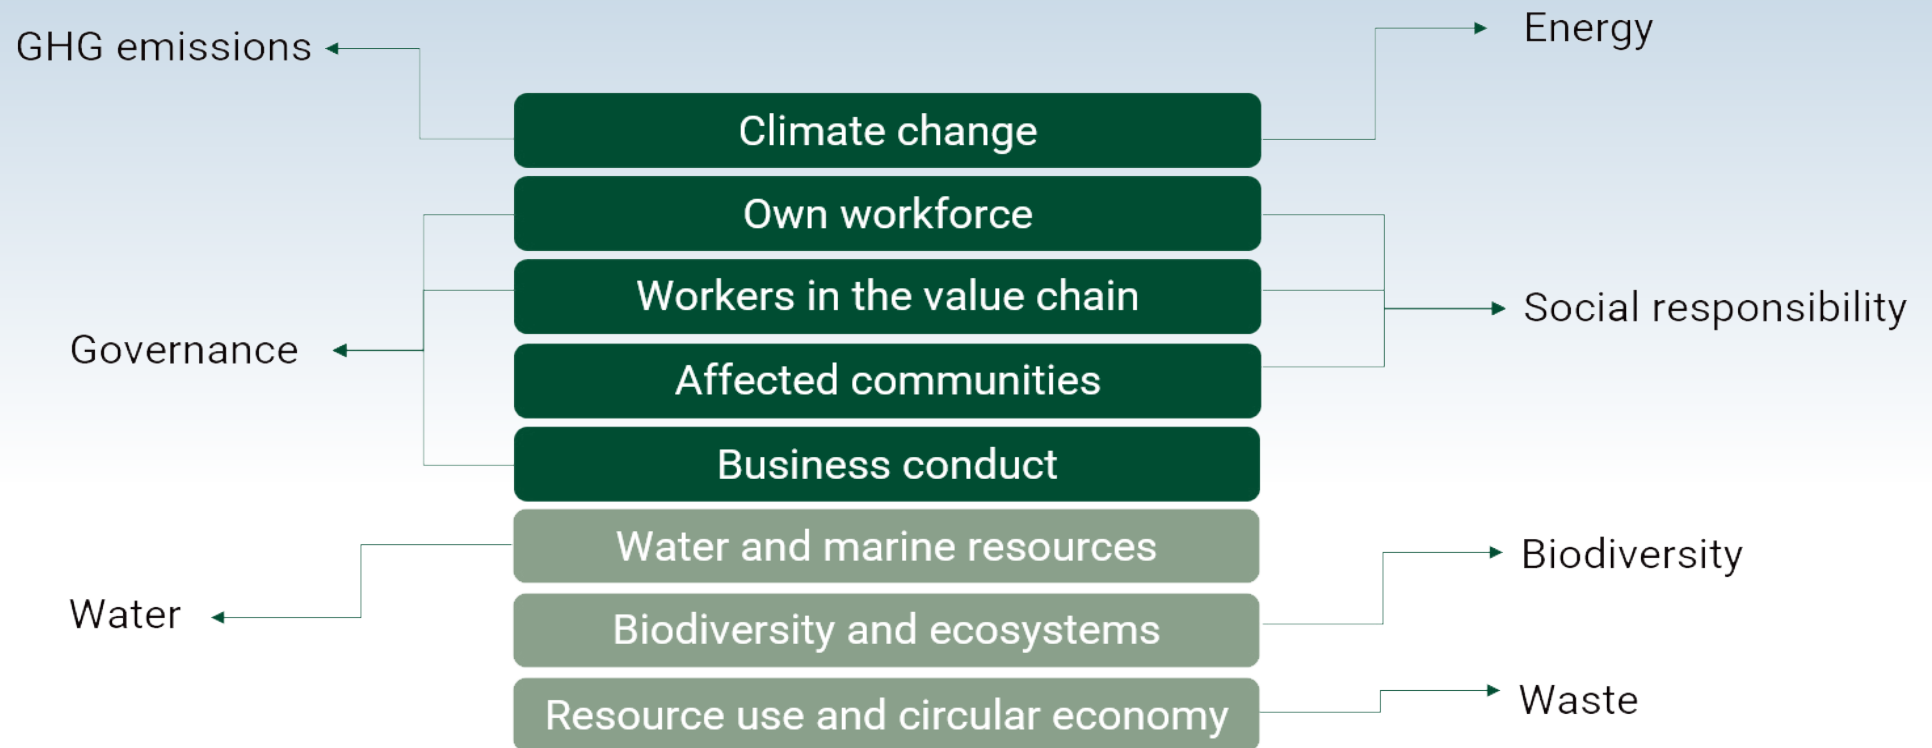 GHG emissions
Energy
Climate change
Own workforce
Workers in the value chain
Social responsibility
Governance
Affected communities
Business conduct
Water and marine resources
Biodiversity
Water
Biodiversity and ecosystems
Resource use and circular economy
Waste